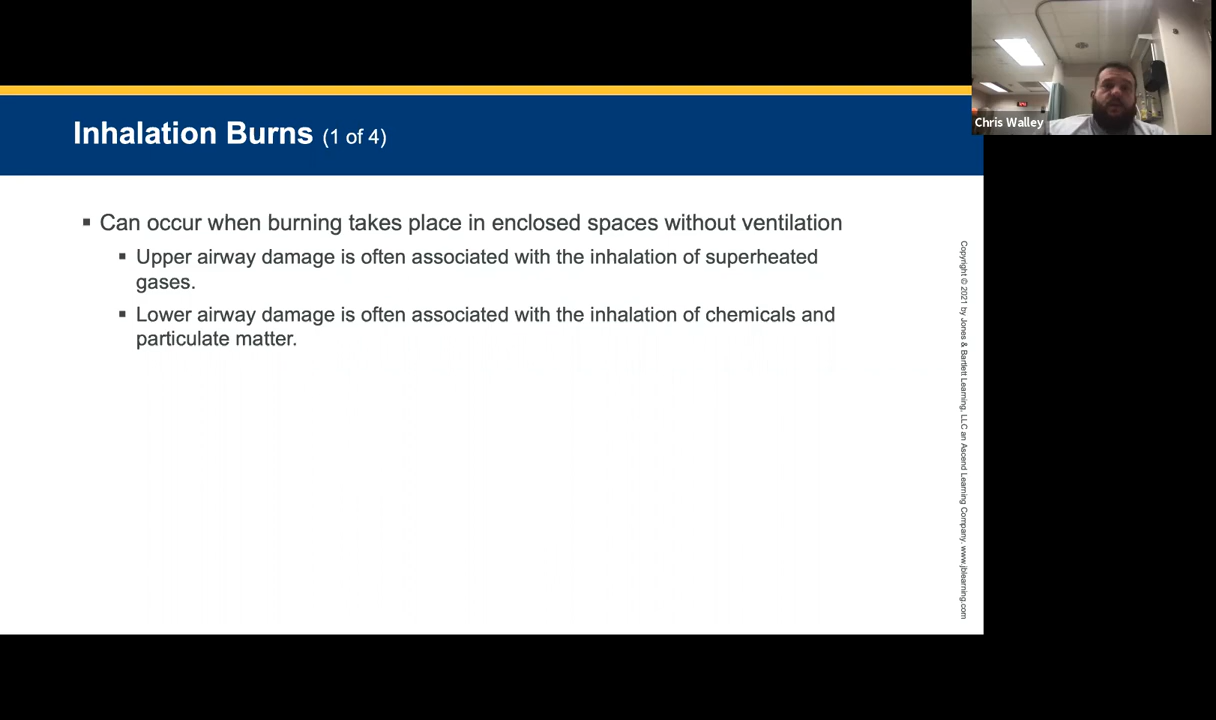 Inhalation Burns (1 of 4)
Chris Walley
▪ Can occur when burning takes place in enclosed spaces without ventilation
▪ Upper airway damage is often associated with the inhalation of superheated
gases.
▪ Lower airway damage is often associated with the inhalation of chemicals and
particulate matter.
Copyright © 2021 by Jones & Bartlett Learning, LLC an Ascend Learning Company. www.jblearning.com